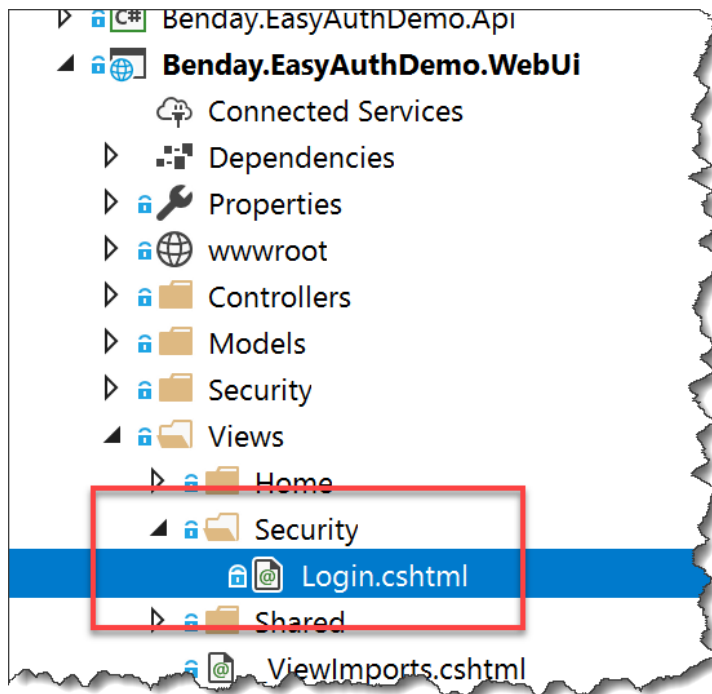 C# Benday.EasyAuthDemo.Api
Benday.EasyAuthDemo.WebUi
Connected Services
Dependencies
Properties
wwwroot
Controllers
Models
Security
Views
Home
Security
@ Login.cshtml
Shared
@ _ViewImports.cshtml